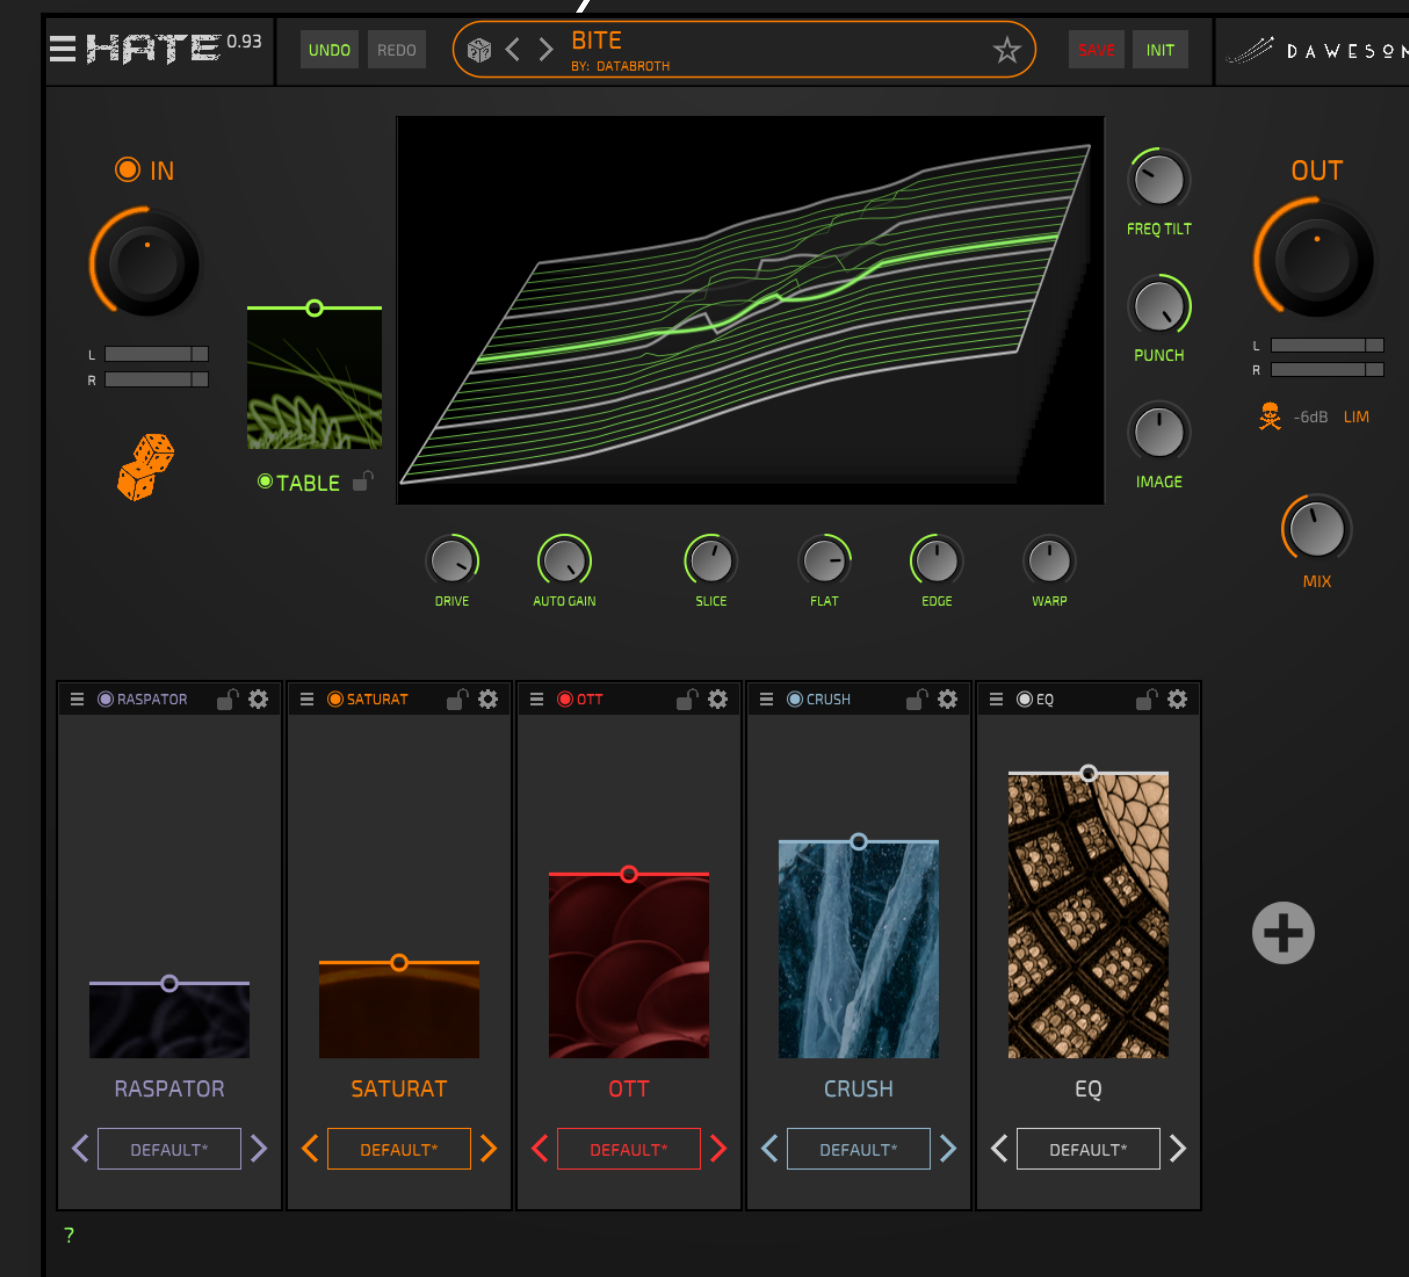 HATE 0.93
UNDO REDO
BITE
BY: DATABROTH
SAVE INIT
DAWESOM
IN
L
R
TABLE
FREQ TILT
PUNCH
IMAGE
OUT
L
R
-6dB LIM
MIX
DRIVE AUTO GAIN SLICE FLAT EDGE WARP
RASPATOR SATURAT OTT CRUSH EQ
RASPATOR SATURAT OTT CRUSH EQ
DEFAULT* DEFAULT* DEFAULT* DEFAULT* DEFAULT*
?